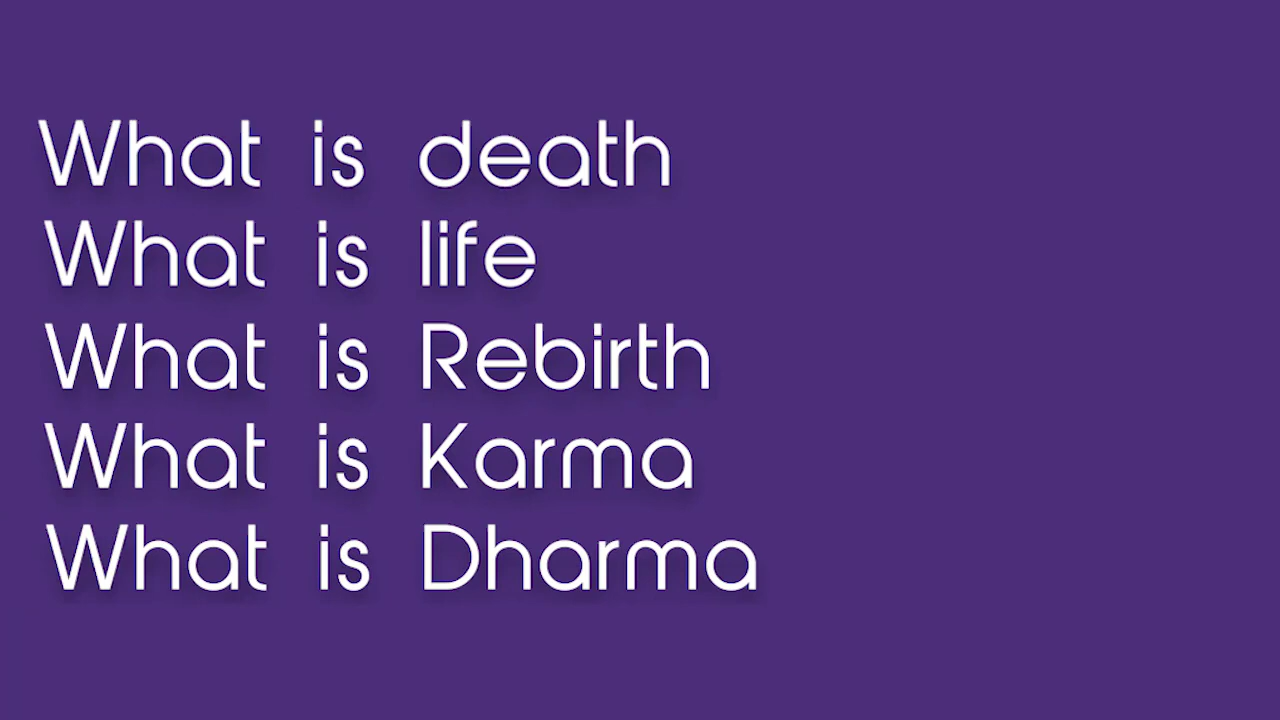 What is death
What is life
What is Rebirth
What is Karma
What is Dharma